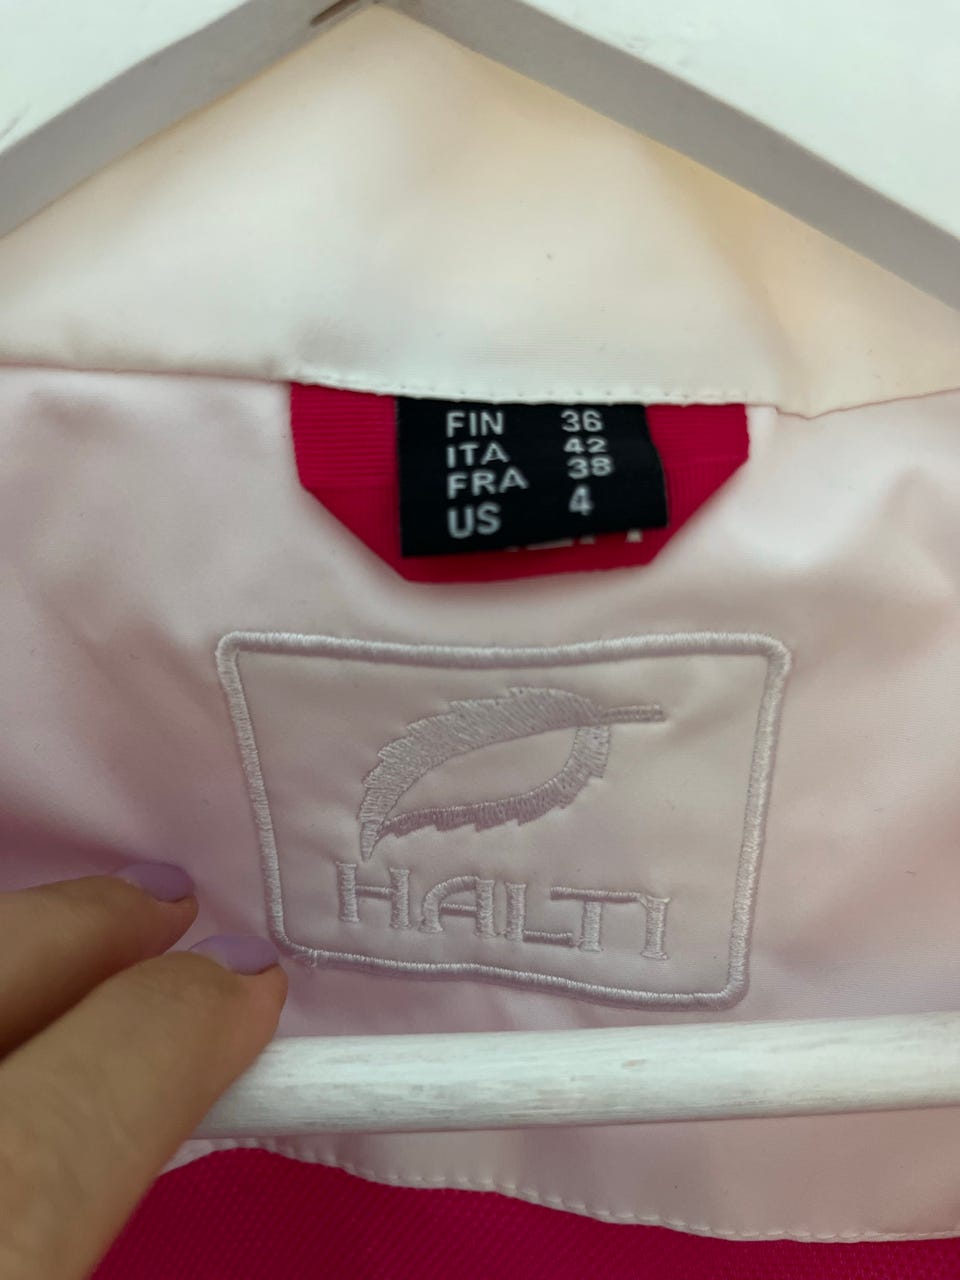 FIN 36
ITA 42
FRA 38
US 4
HALTI